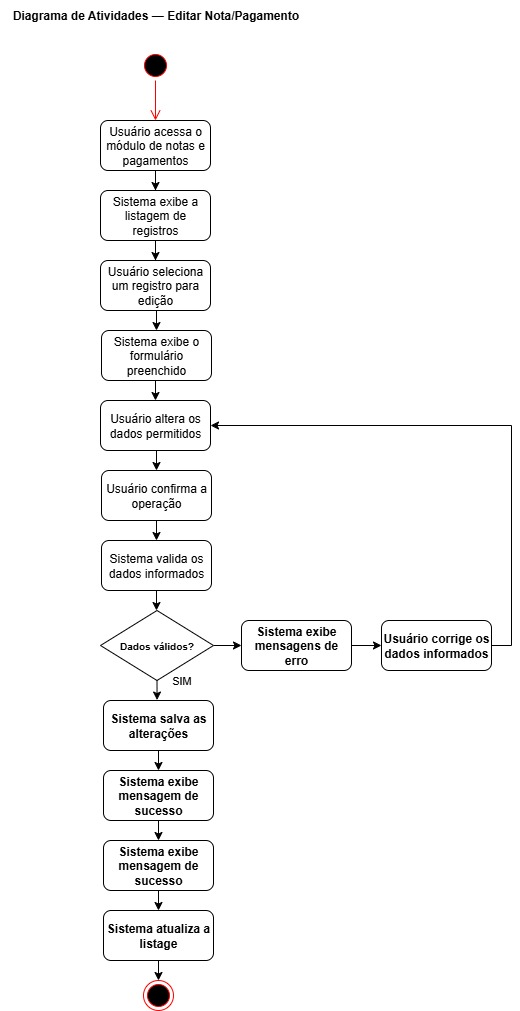 Diagrama de Atividades — Editar Nota/Pagamento
Usuário acessa o
módulo de notas e
pagamentos
Sistema exibe a
listagem de
registros
Usuário seleciona
um registro para
edição
Sistema exibe o
formulário
preenchido
Usuário altera os
dados permitidos
Usuário confirma a
operação
Sistema valida os
dados informados
Dados válidos?
Sistema exibe
mensagens de
erro
Usuário corrige os
dados informados
SIM
Sistema salva as
alterações
Sistema exibe
mensagem de
sucesso
Sistema exibe
mensagem de
sucesso
Sistema atualiza a
listage